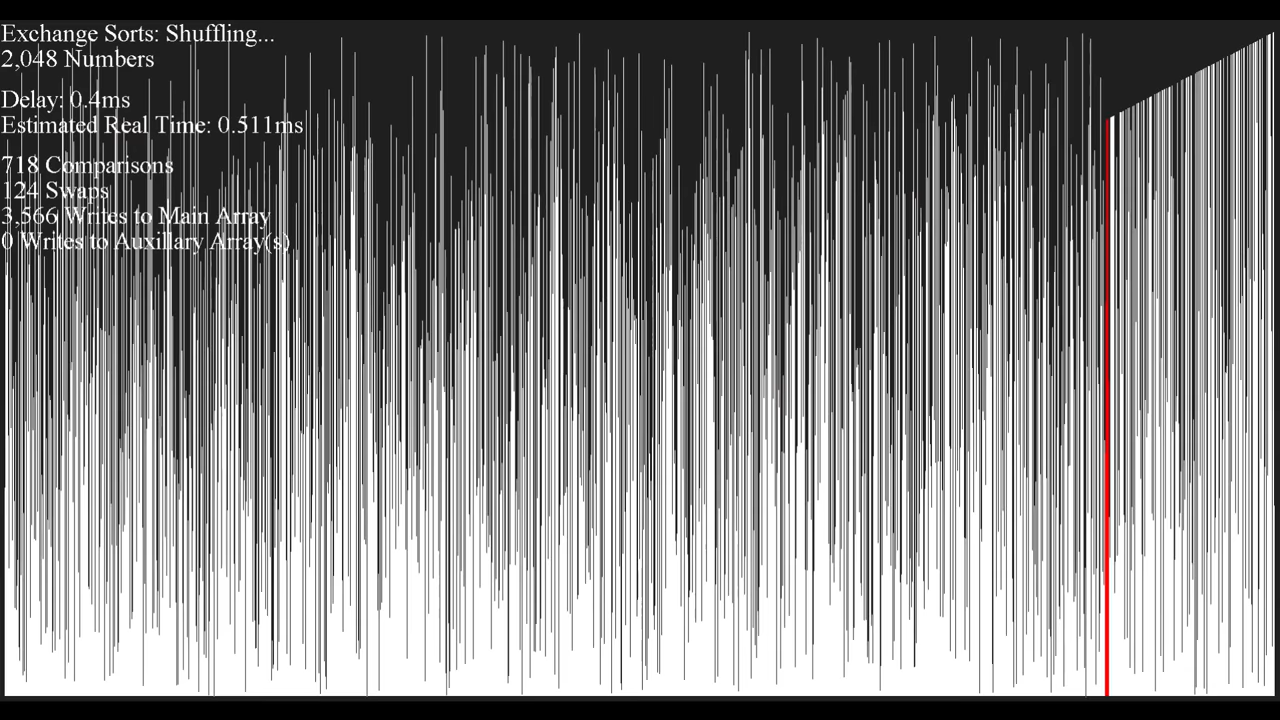 Exchange Sorts: Shuffling...
2,048 Numbers
Delay: 0.4ms
Estimated Real Time: 0.511ms
718 Comparisons
124 Swaps
3,566 Writes to Main Array
0 Writes to Auxillary Array(s)